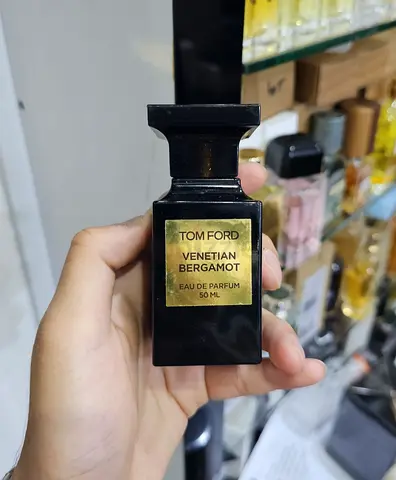 TOM FORD
VENETIAN
BERGAMOT
EAU DE PARFUM
50 ML